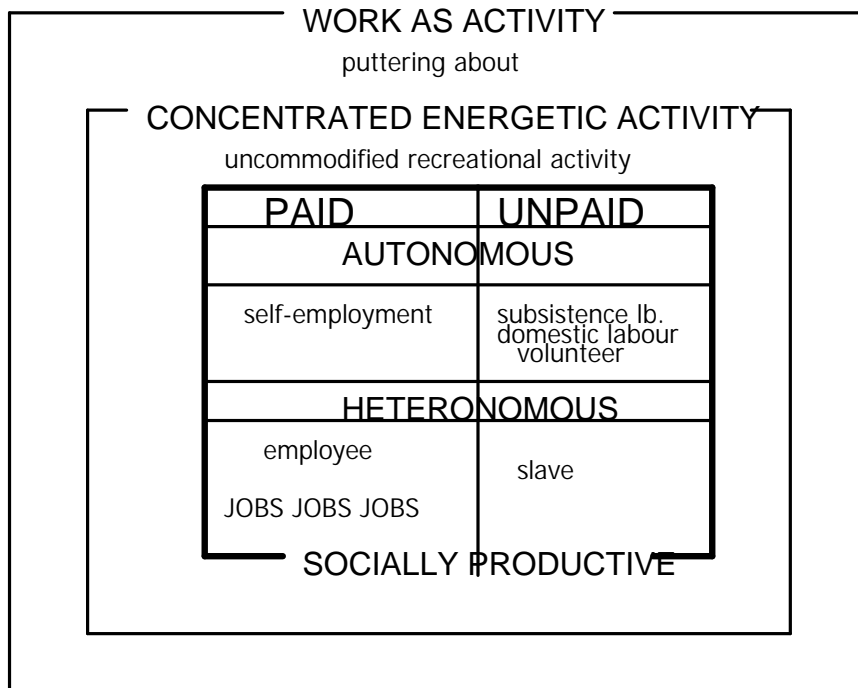 WORK AS ACTIVITY
puttering about
CONCENTRATED ENERGETIC ACTIVITY
uncommodified recreational activity
PAID UNPAID
AUTONOMOUS
self-employment
subsistence lb.
domestic labour
volunteer
HETERONOMOUS
employee
slave
JOBS JOBS JOBS
SOCIALLY PRODUCTIVE